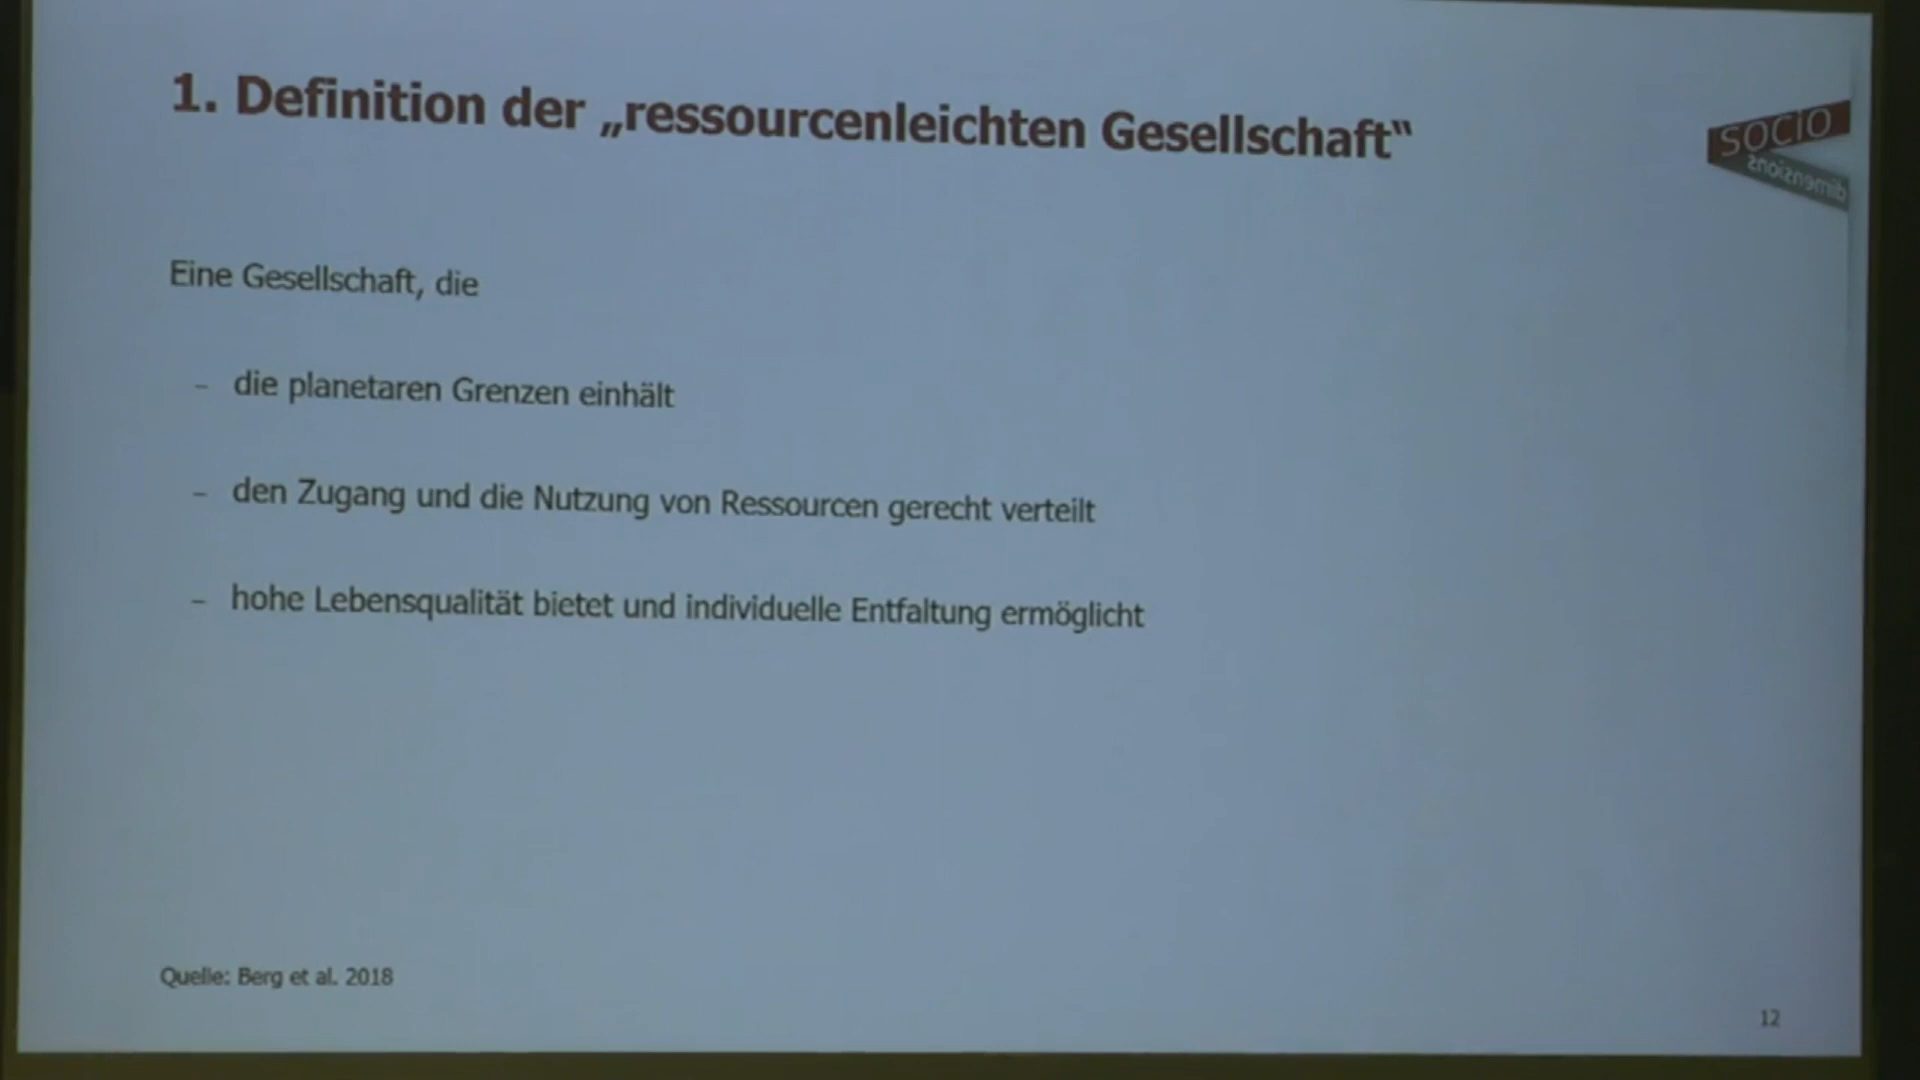 1. Definition der „ressourcenleichten Gesellschaft“
SOCIO
dimensions
Eine Gesellschaft, die
– die planetaren Grenzen einhält
– den Zugang und die Nutzung von Ressourcen gerecht verteilt
– hohe Lebensqualität bietet und individuelle Entfaltung ermöglicht
Quelle: Berg et al. 2018
12